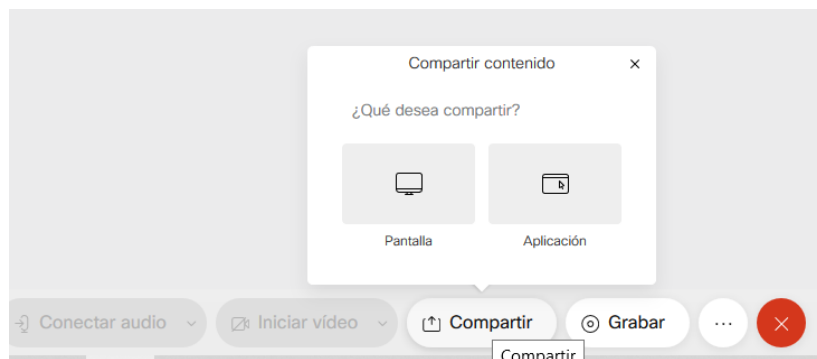 Compartir contenido
¿Qué desea compartir?
Pantalla Aplicación
Conectar audio Iniciar vídeo Compartir Grabar
Compartir